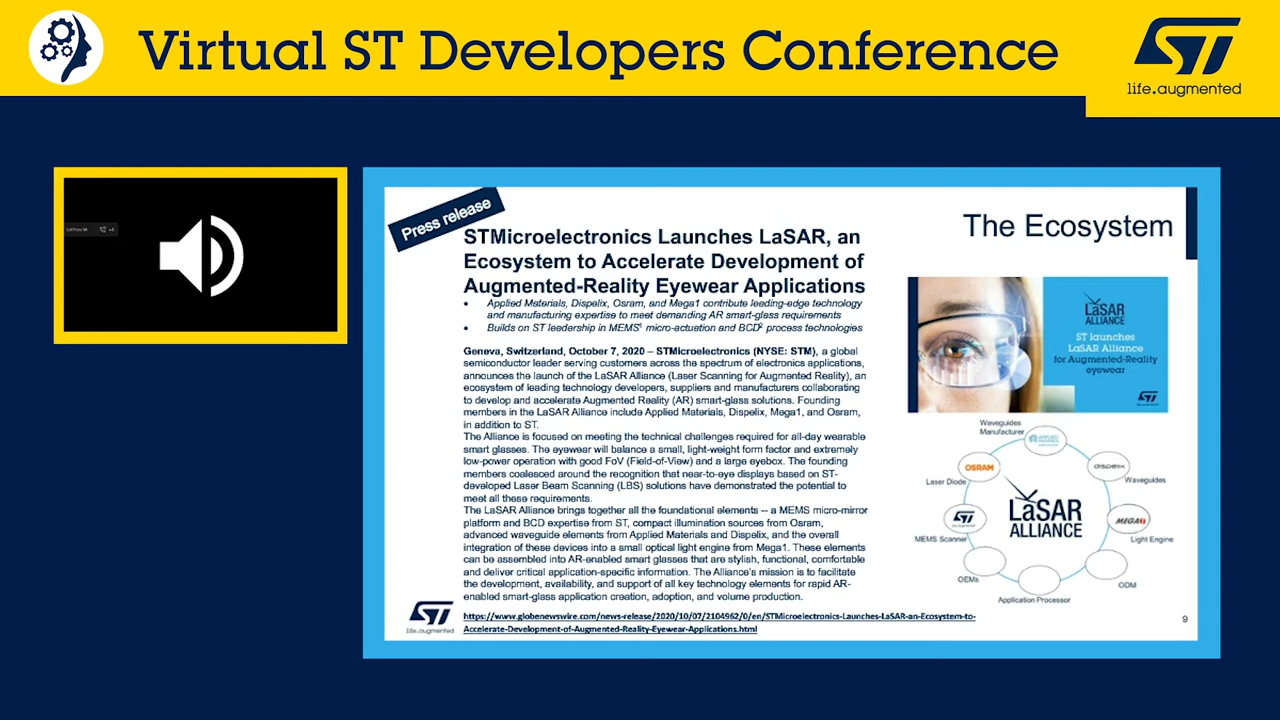 Virtual ST Developers Conference
ST
life.augmented
Press release
The Ecosystem
STMicroelectronics Launches LaSAR, an
Ecosystem to Accelerate Development of
Augmented-Reality Eyewear Applications
• Applied Materials, Dispelix, Osram, and Mega1 contribute leading-edge technology
and manufacturing expertise to meet demanding AR smart-glass requirements
• Builds on ST leadership in MEMS¹ micro-actuation and BCD² process technologies
Geneva, Switzerland, October 7, 2020 – STMicroelectronics (NYSE: STM), a global
semiconductor leader serving customers across the spectrum of electronics applications,
announces the launch of the LaSAR Alliance (Laser Scanning for Augmented Reality), an
ecosystem of leading technology developers, suppliers and manufacturers collaborating
to develop and accelerate Augmented Reality (AR) smart-glass solutions. Founding
members in the LaSAR Alliance include Applied Materials, Dispelix, Mega1, and Osram,
in addition to ST.
The Alliance is focused on meeting the technical challenges required for all-day wearable
smart glasses. The eyewear will balance a small, light-weight form factor and extremely
low-power operation with good FoV (Field-of-View) and a large eyebox. The founding
members coalesced around the recognition that near-to-eye displays based on ST-
developed Laser Beam Scanning (LBS) solutions have demonstrated the potential to
meet all these requirements.
The LaSAR Alliance brings together all the foundational elements -- a MEMS micro-mirror
platform and BCD expertise from ST, compact illumination sources from Osram,
advanced waveguide elements from Applied Materials and Dispelix, and the overall
integration of these devices into a small optical light engine from Mega1. These elements
can be assembled into AR-enabled smart glasses that are stylish, functional, comfortable
and deliver critical application-specific information. The Alliance's mission is to facilitate
the development, availability, and support of all key technology elements for rapid AR-
enabled smart-glass application creation, adoption, and volume production.
https://www.globenewswire.com/news-release/2020/10/07/2104962/0/en/STMicroelectronics-Launches-LaSAR-an-Ecosystem-to-
Accelerate-Development-of-Augmented-Reality-Eyewear-Applications.html
ST
life.augmented
LaSAR
ALLIANCE
ST launches
LaSAR Alliance
for Augmented-Reality
eyewear
ST
Waveguides
Manufacturer
APPLIED
MATERIALS
OSRAM
DISPELIX
Laser Diode
Waveguides
LaSAR
ALLIANCE
ST
MEGA1
MEMS Scanner
Light Engine
OEMs
ODM
Application Processor
9